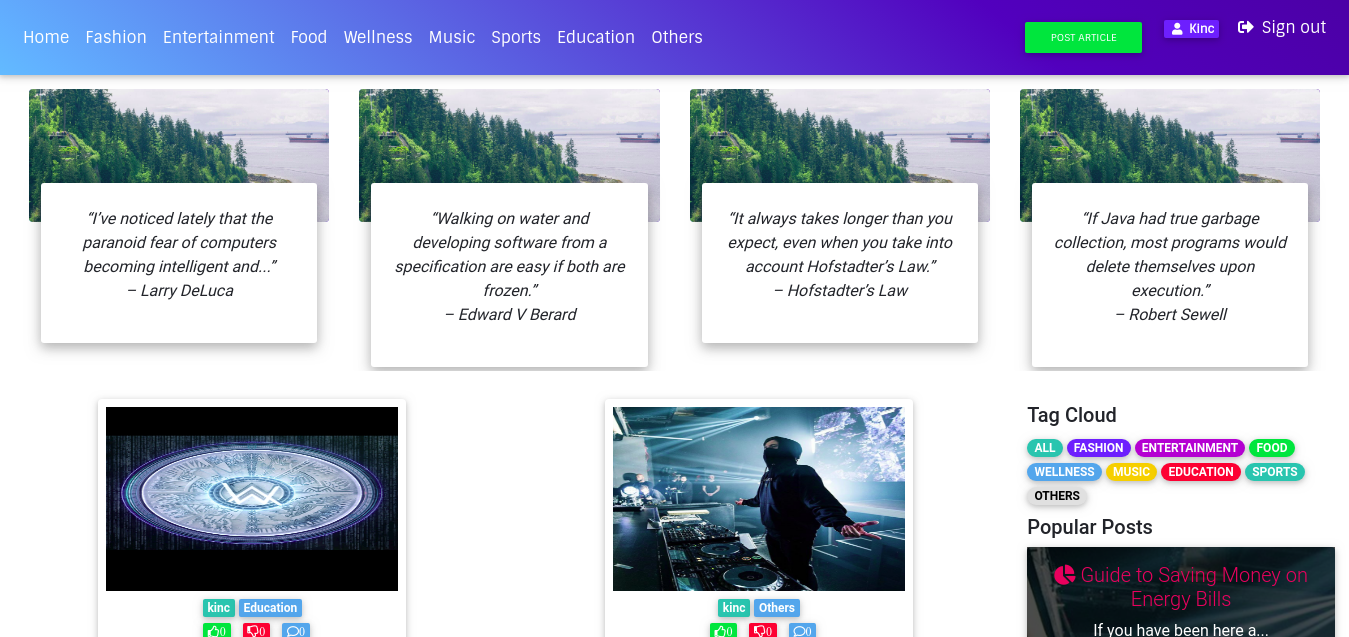 Home Fashion Entertainment Food Wellness Music Sports Education Others POST ARTICLE Kinc Sign out
“I’ve noticed lately that the
paranoid fear of computers
becoming intelligent and...”
– Larry DeLuca
“Walking on water and
developing software from a
specification are easy if both are
frozen.”
– Edward V Berard
“It always takes longer than you
expect, even when you take into
account Hofstadter’s Law.”
– Hofstadter’s Law
“If Java had true garbage
collection, most programs would
delete themselves upon
execution.”
– Robert Sewell
kinc Education
0 0 0
kinc Others
0 0 0
Tag Cloud
ALL FASHION ENTERTAINMENT FOOD
WELLNESS MUSIC EDUCATION SPORTS
OTHERS
Popular Posts
Guide to Saving Money on
Energy Bills
If you have been here a...